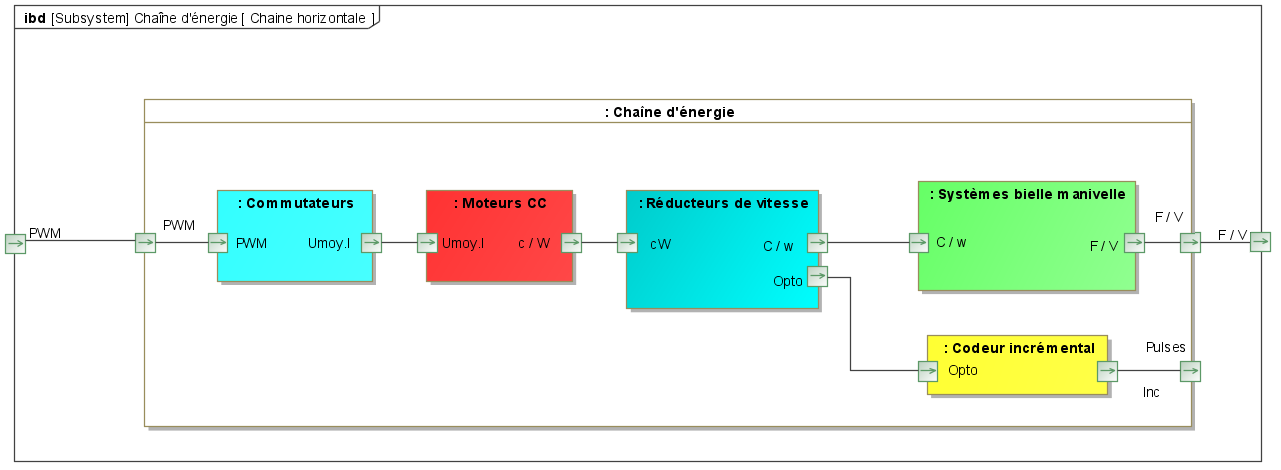 ibd [Subsystem] Chaîne d'énergie [ Chaine horizontale ]
: Chaîne d'énergie
: Commutateurs
: Moteurs CC
: Réducteurs de vitesse
: Systèmes bielle manivelle
PWM
PWM
PWM
Umoy.I
Umoy.I
c / W
cW
C / w
C / w
F / V
F / V
F / V
Opto
: Codeur incrémental
Pulses
Opto
Inc